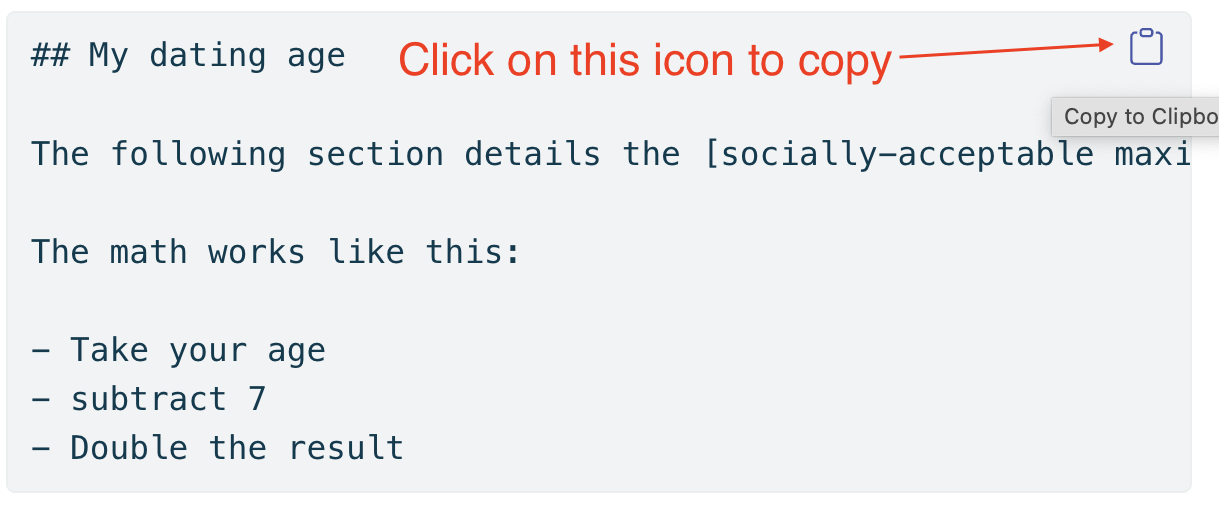 ## My dating age
Click on this icon to copy
Copy to Clipbo
The following section details the [socially-acceptable maxi
The math works like this:
- Take your age
- subtract 7
- Double the result